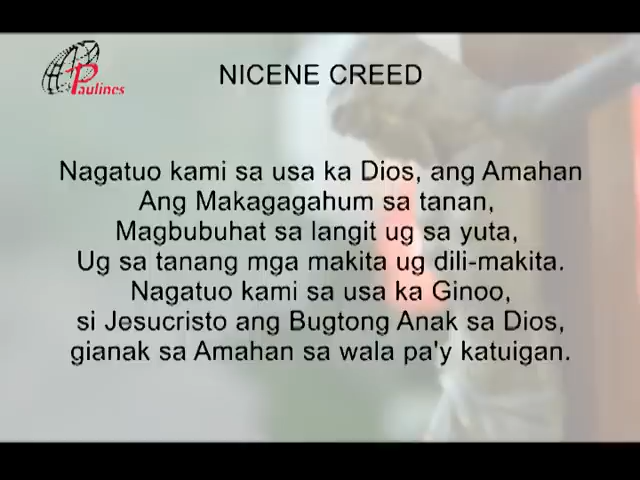 Paulines
NICENE CREED
Nagatuo kami sa usa ka Dios, ang Amahan
Ang Makagagahum sa tanan,
Magbubuhat sa langit ug sa yuta,
Ug sa tanang mga makita ug dili-makita.
Nagatuo kami sa usa ka Ginoo,
si Jesucristo ang Bugtong Anak sa Dios,
gianak sa Amahan sa wala pa'y katuigan.